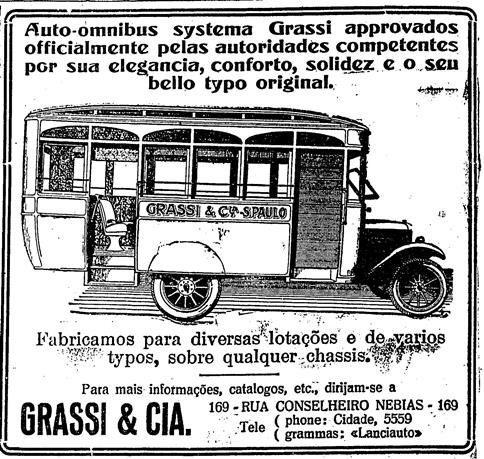 Auto-omnibus systema Grassi approvados
officialmente pelas autoridades competentes
por sua elegancia, conforto, solidez e o seu
bello typo original.
GRASSI & Cia - S. PAULO
Fabricamos para diversas lotações e de varios
typos, sobre qualquer chassis.
Para mais informações, catalogos, etc., dirijam-se a
GRASSI & CIA.
169 - RUA CONSELHEIRO NEBIAS - 169
Tele ( phone: Cidade, 5559
( grammas: «Lanciauto»